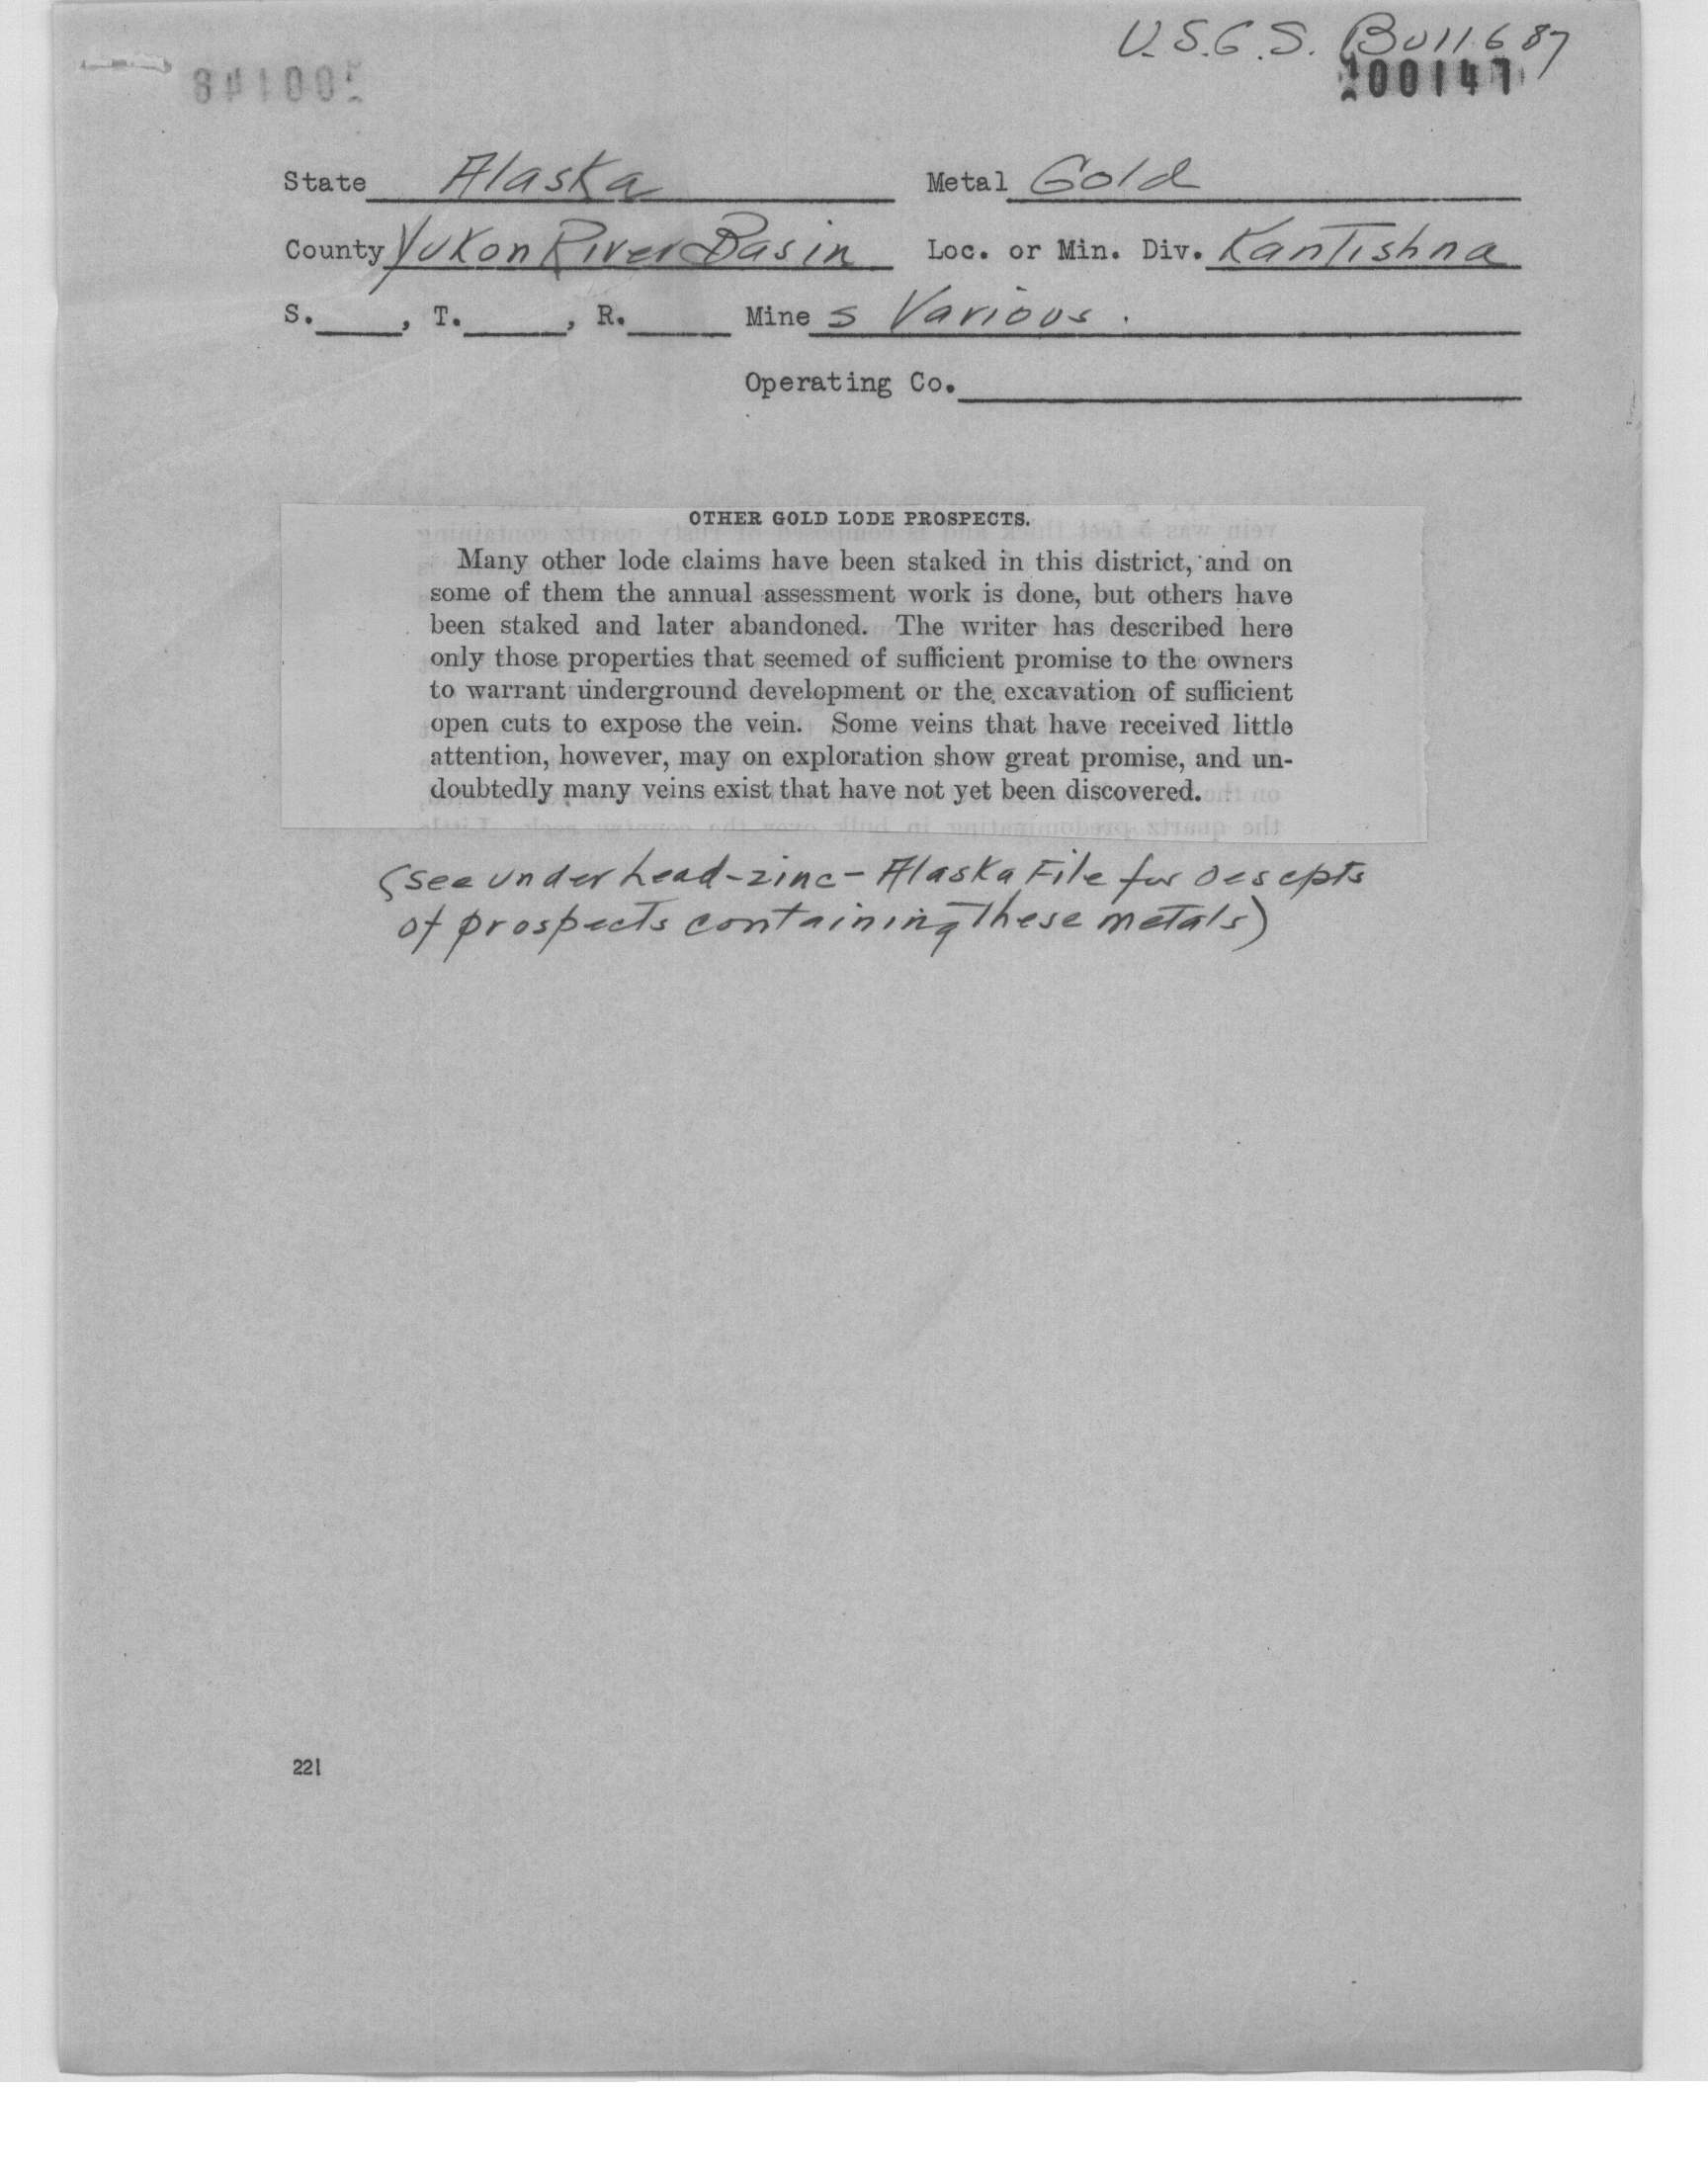 U.S.G.S. Bull 687
200147
State Alaska Metal Gold
County Yukon River Basin Loc. or Min. Div. Kantishna
S. , T. , R. Mine s Various.
Operating Co.
OTHER GOLD LODE PROSPECTS.
Many other lode claims have been staked in this district, and on
some of them the annual assessment work is done, but others have
been staked and later abandoned. The writer has described here
only those properties that seemed of sufficient promise to the owners
to warrant underground development or the excavation of sufficient
open cuts to expose the vein. Some veins that have received little
attention, however, may on exploration show great promise, and un-
doubtedly many veins exist that have not yet been discovered.
(see under Lead-zinc- Alaska File for Descpts
of prospects containing These metals)
221